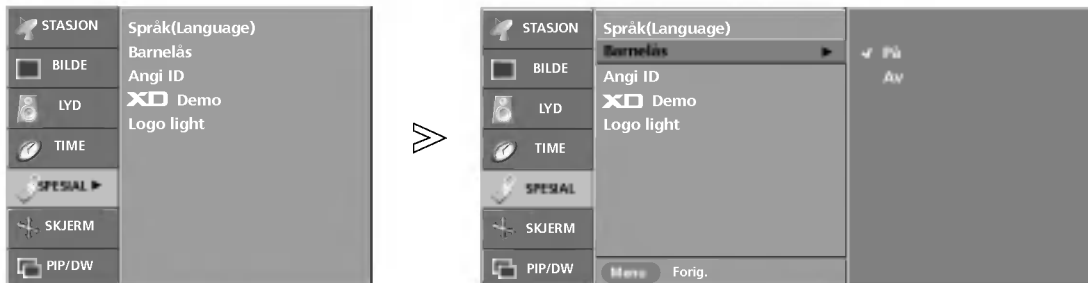 STASJON
BILDE
LYD
TIME
SPESIAL ►
SKJERM
PIP/DW
Språk(Language)
Barnelås
Angi ID
XD Demo
Logo light
≫
STASJON
BILDE
LYD
TIME
SPESIAL
SKJERM
PIP/DW
Språk(Language)
Barnelås ►
Angi ID
XD Demo
Logo light
Menu Forig.
✔ På
Av